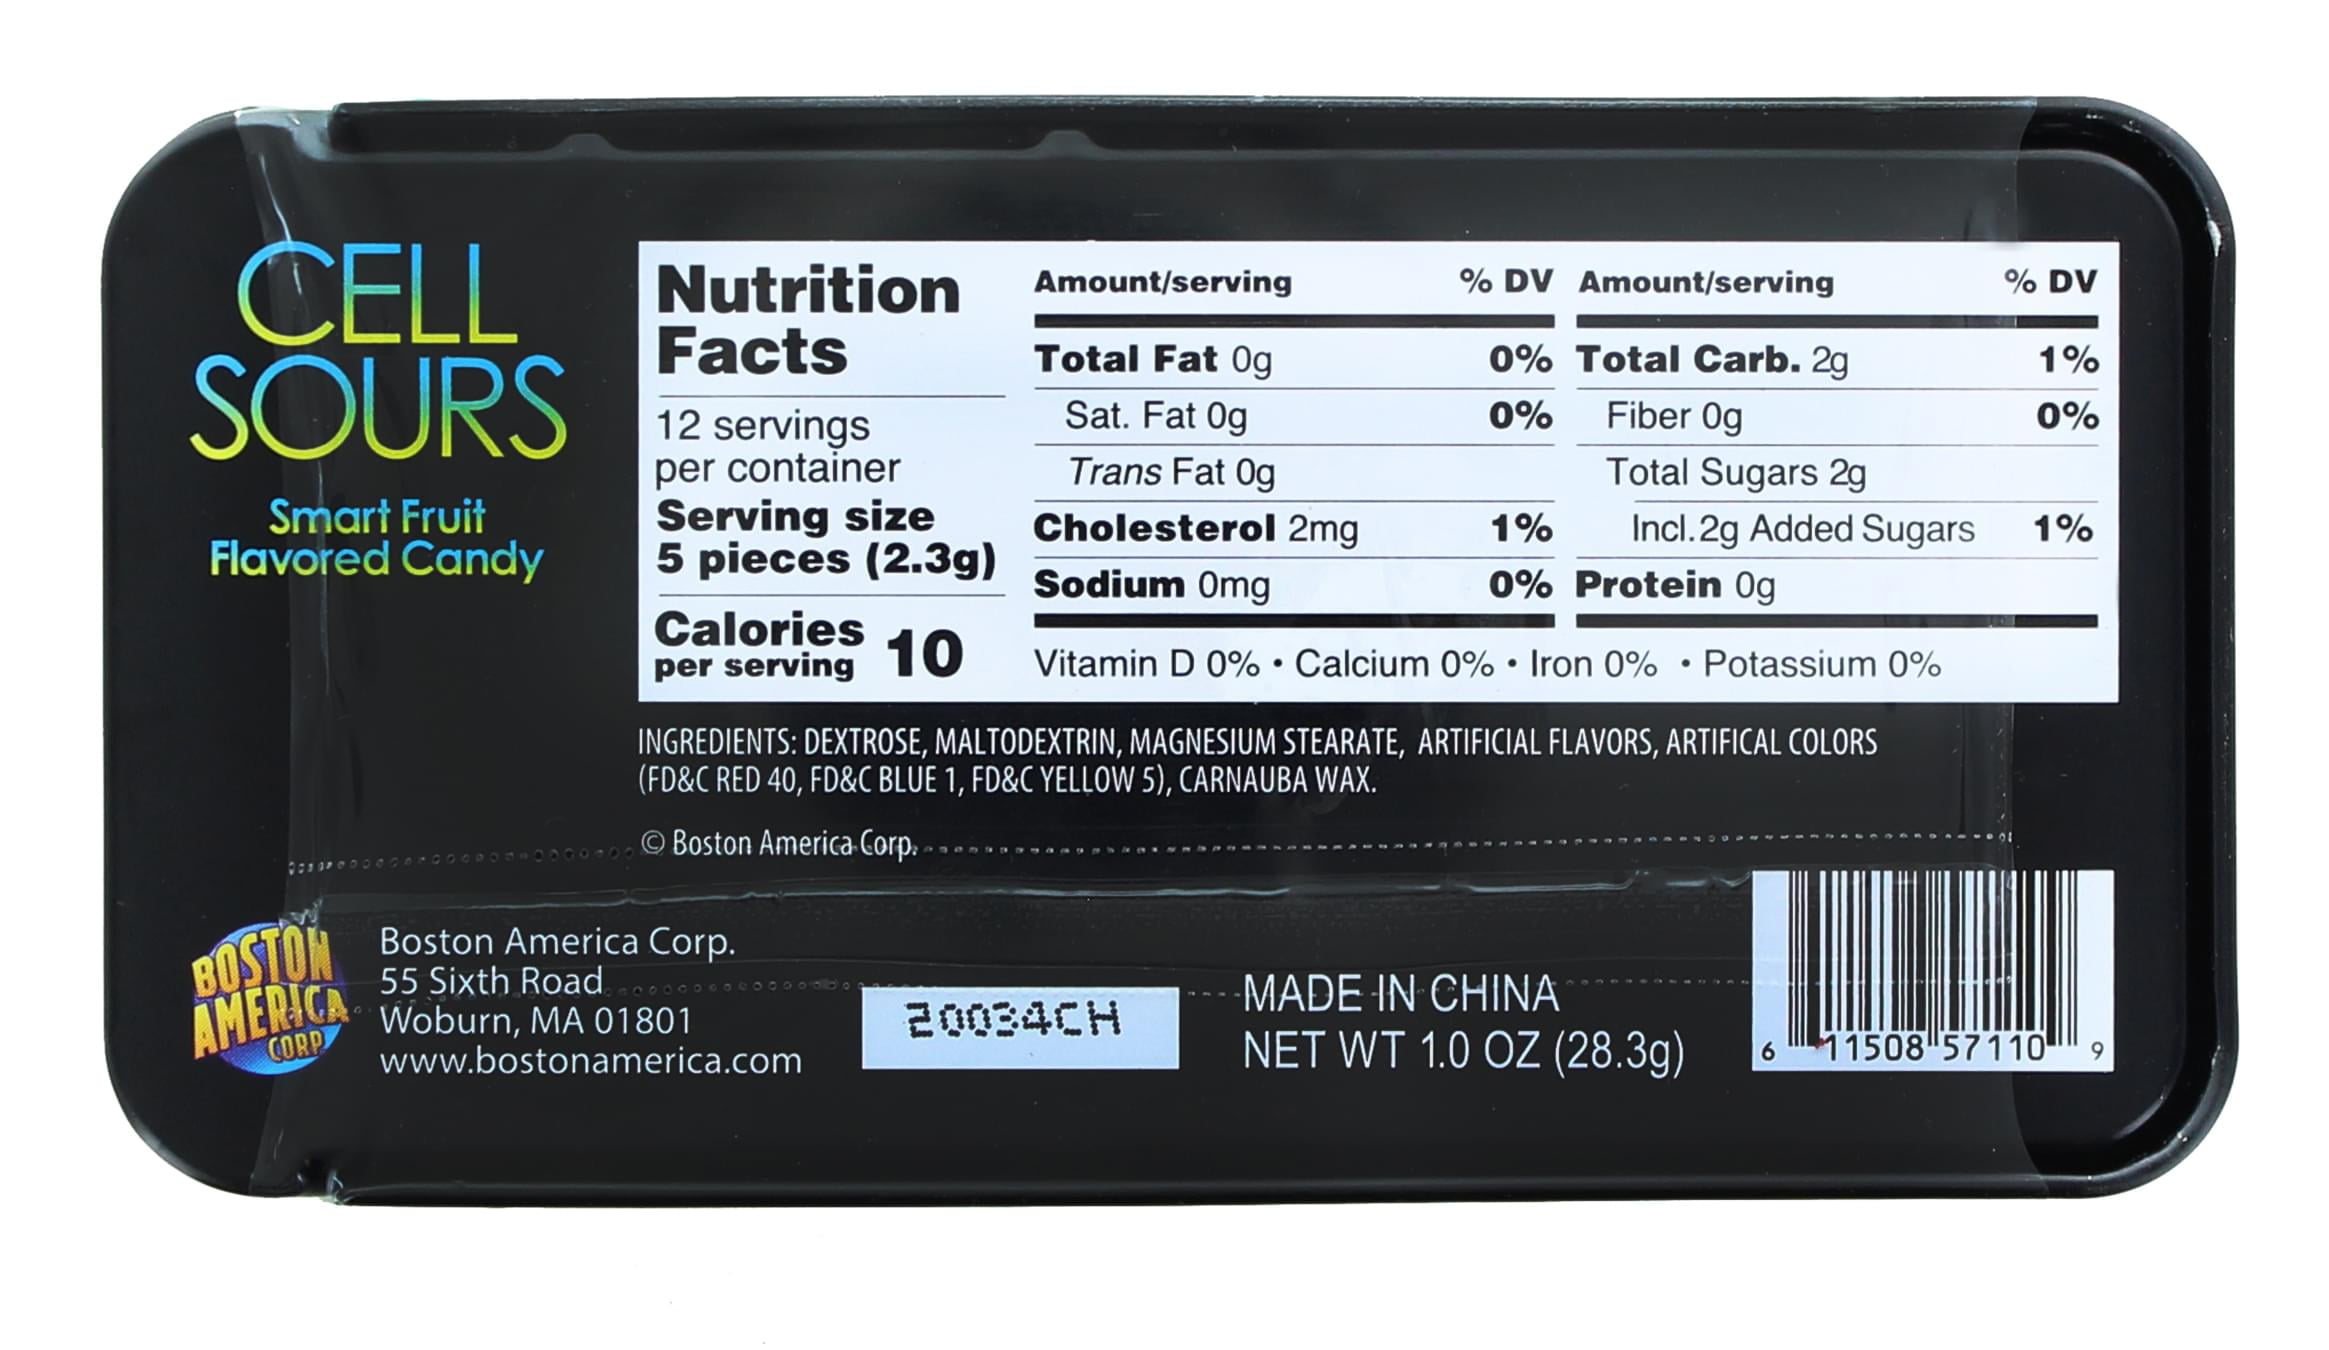 CELL
SOURS
Smart Fruit
Flavored Candy
Nutrition
Facts
12 servings
per container
Serving size
5 pieces (2.3g)
Calories
per serving 10
Amount/serving % DV
Total Fat 0g 0%
Sat. Fat 0g 0%
Trans Fat 0g
Cholesterol 2mg 1%
Sodium 0mg 0%
Amount/serving % DV
Total Carb. 2g 1%
Fiber 0g 0%
Total Sugars 2g
Incl. 2g Added Sugars 1%
Protein 0g
Vitamin D 0% • Calcium 0% • Iron 0% • Potassium 0%
INGREDIENTS: DEXTROSE, MALTODEXTRIN, MAGNESIUM STEARATE, ARTIFICIAL FLAVORS, ARTIFICAL COLORS
(FD&C RED 40, FD&C BLUE 1, FD&C YELLOW 5), CARNAUBA WAX.
© Boston America Corp.
BOSTON
AMERICA
CORP
Boston America Corp.
55 Sixth Road
Woburn, MA 01801
www.bostonamerica.com
20034CH
MADE IN CHINA
NET WT 1.0 OZ (28.3g)
6 11508 57110 9